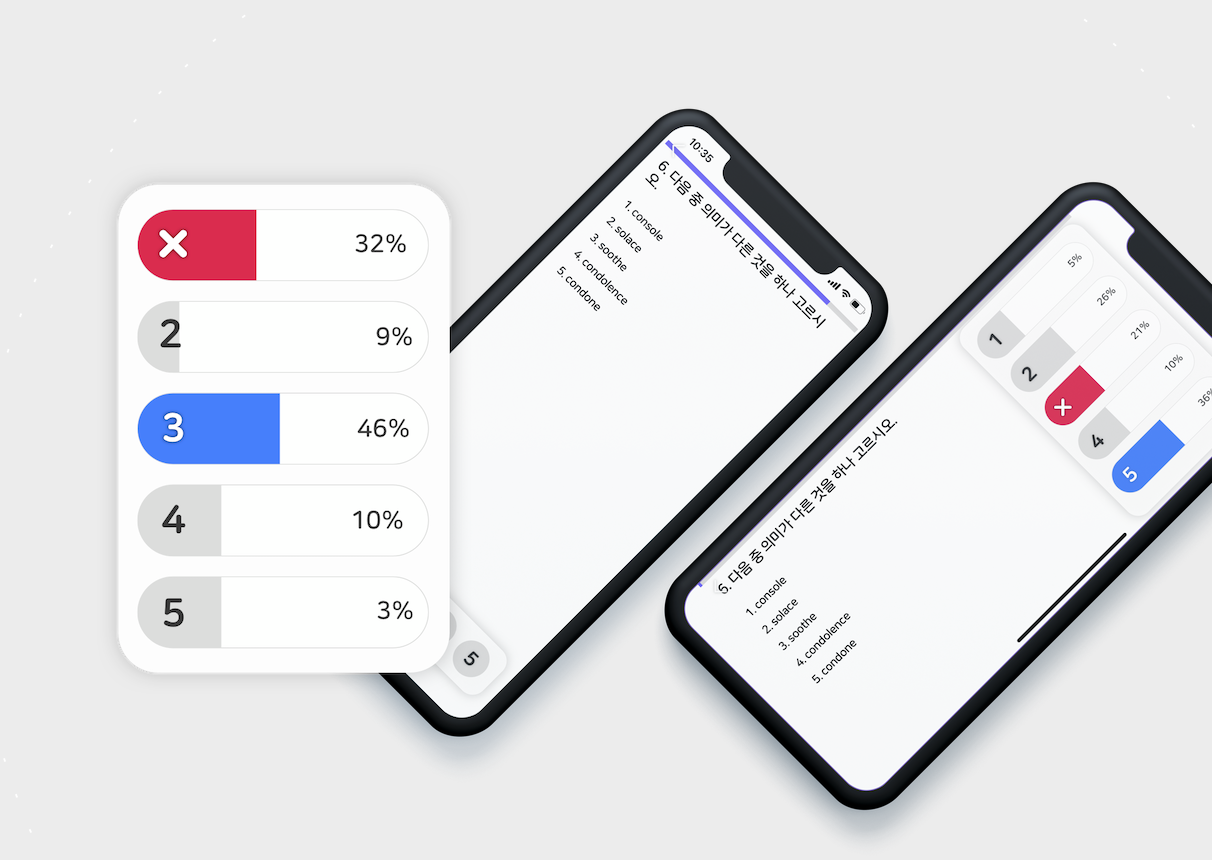 32%
2 9%
3 46%
4 10%
5 3%
10:35
6. 다음 중 의미가 다른 것을 하나 고르시
오.
1. console
2. solace
3. soothe
4. condolence
5. condone
5
1 5%
2 26%
21%
4 10%
5 36%
6. 다음 중 의미가 다른 것을 하나 고르시오.
1. console
2. solace
3. soothe
4. condolence
5. condone